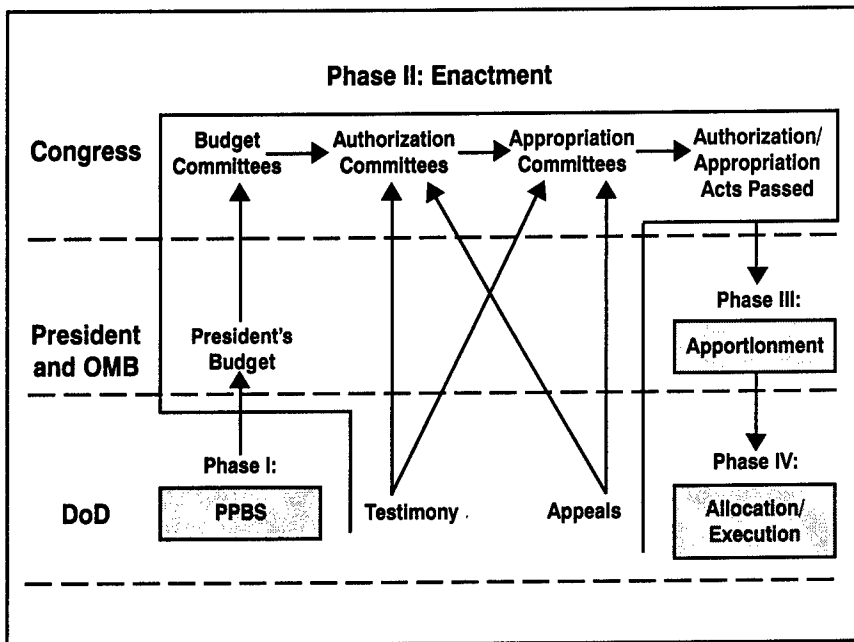 Phase II: Enactment
Congress
Budget
Committees
Authorization
Committees
Appropriation
Committees
Authorization/
Appropriation
Acts Passed
President
and OMB
President's
Budget
Phase III:
Apportionment
DoD
Phase I:
PPBS
Testimony
Appeals
Phase IV:
Allocation/
Execution